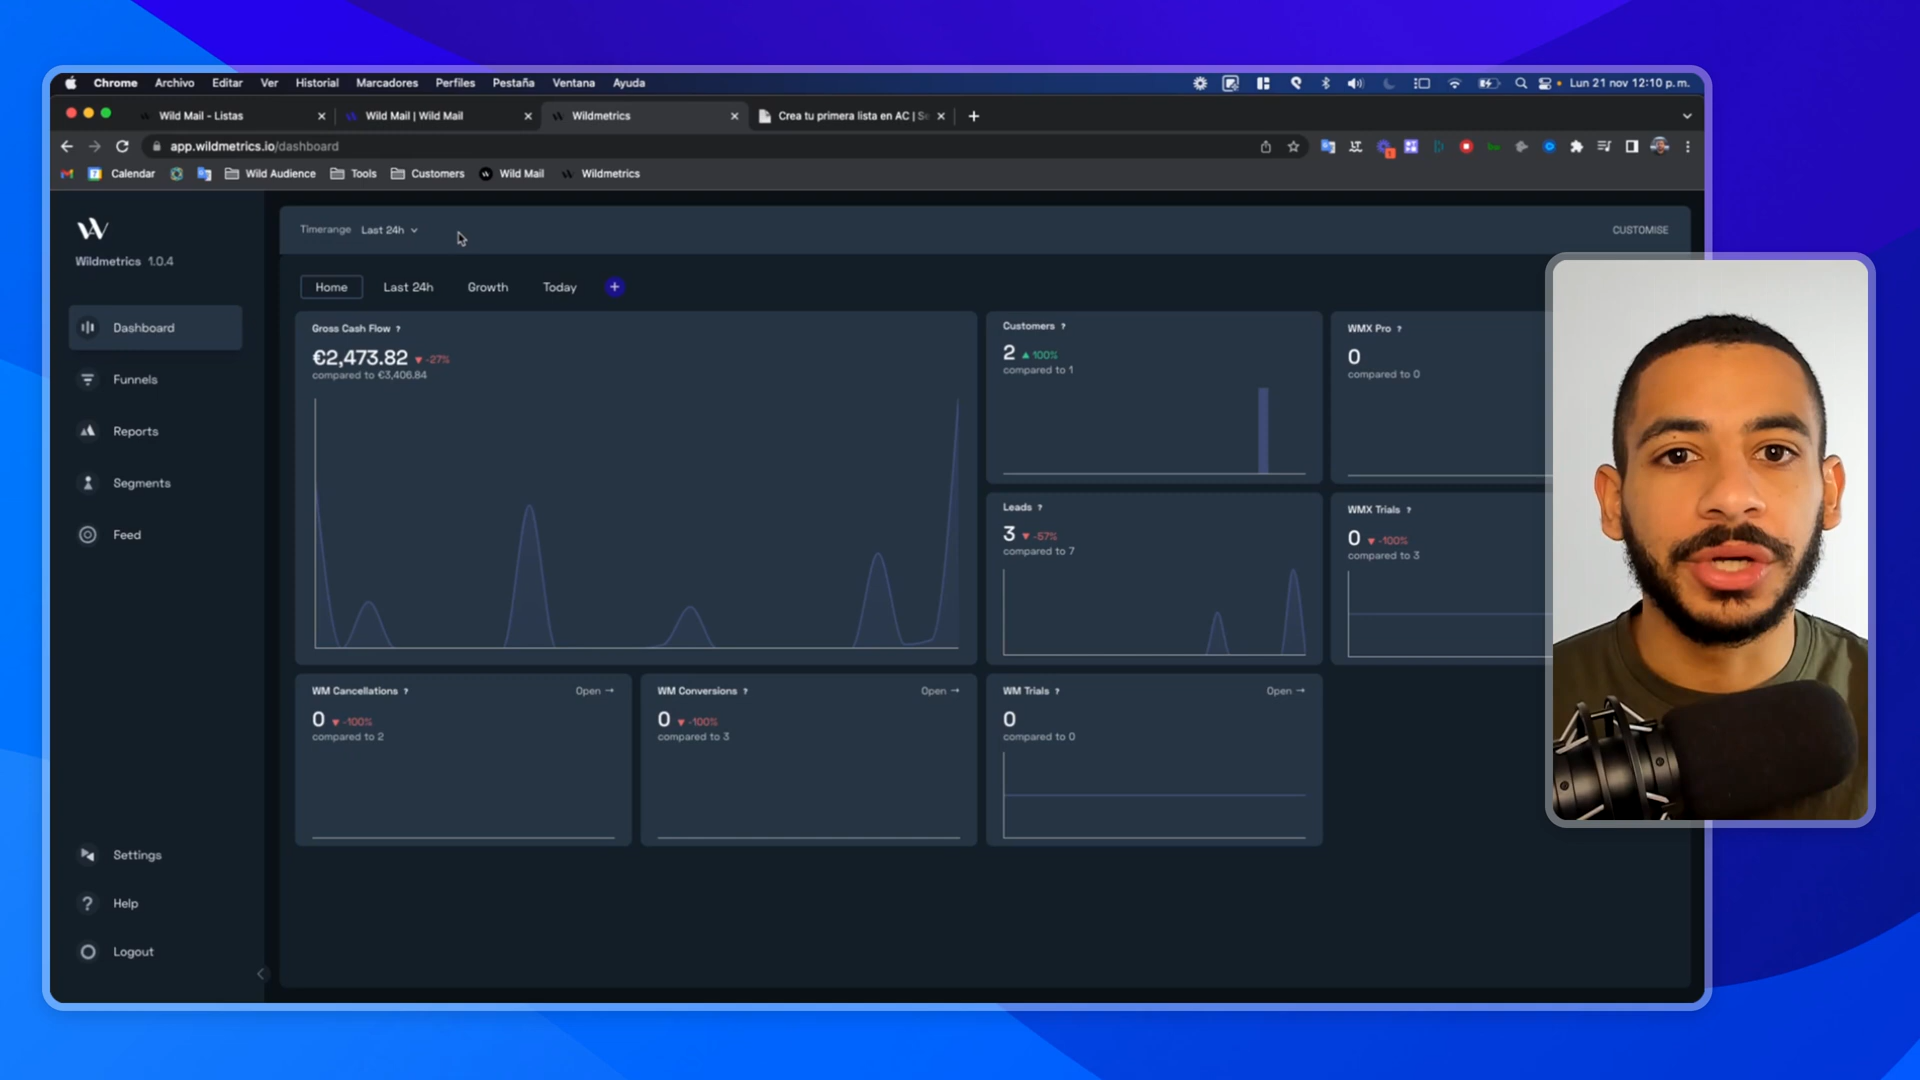 Chrome Archivo Editar Ver Historial Marcadores Perfiles Pestaña Ventana Ayuda
Lun 21 nov 12:10 p.m.
Wild Mail - Listas
Wild Mail | Wild Mail
Wildmetrics
Crea tu primera lista en AC | Se
app.wildmetrics.io/dashboard
Calendar
Wild Audience
Tools
Customers
Wild Mail
Wildmetrics
Wildmetrics 1.0.4
Dashboard
Funnels
Reports
Segments
Feed
Settings
Help
Logout
Timerange Last 24h
CUSTOMISE
Home Last 24h Growth Today +
Gross Cash Flow ?
€2,473.82 ▼ -27%
compared to €3,406.84
Customers ?
2 ▲ 100%
compared to 1
WMX Pro ?
0
compared to 0
Leads ?
3 ▼ -57%
compared to 7
WMX Trials ?
0 ▼ -100%
compared to 3
WM Cancellations ? Open →
0 ▼ -100%
compared to 2
WM Conversions ? Open →
0 ▼ -100%
compared to 3
WM Trials ? Open →
0
compared to 0